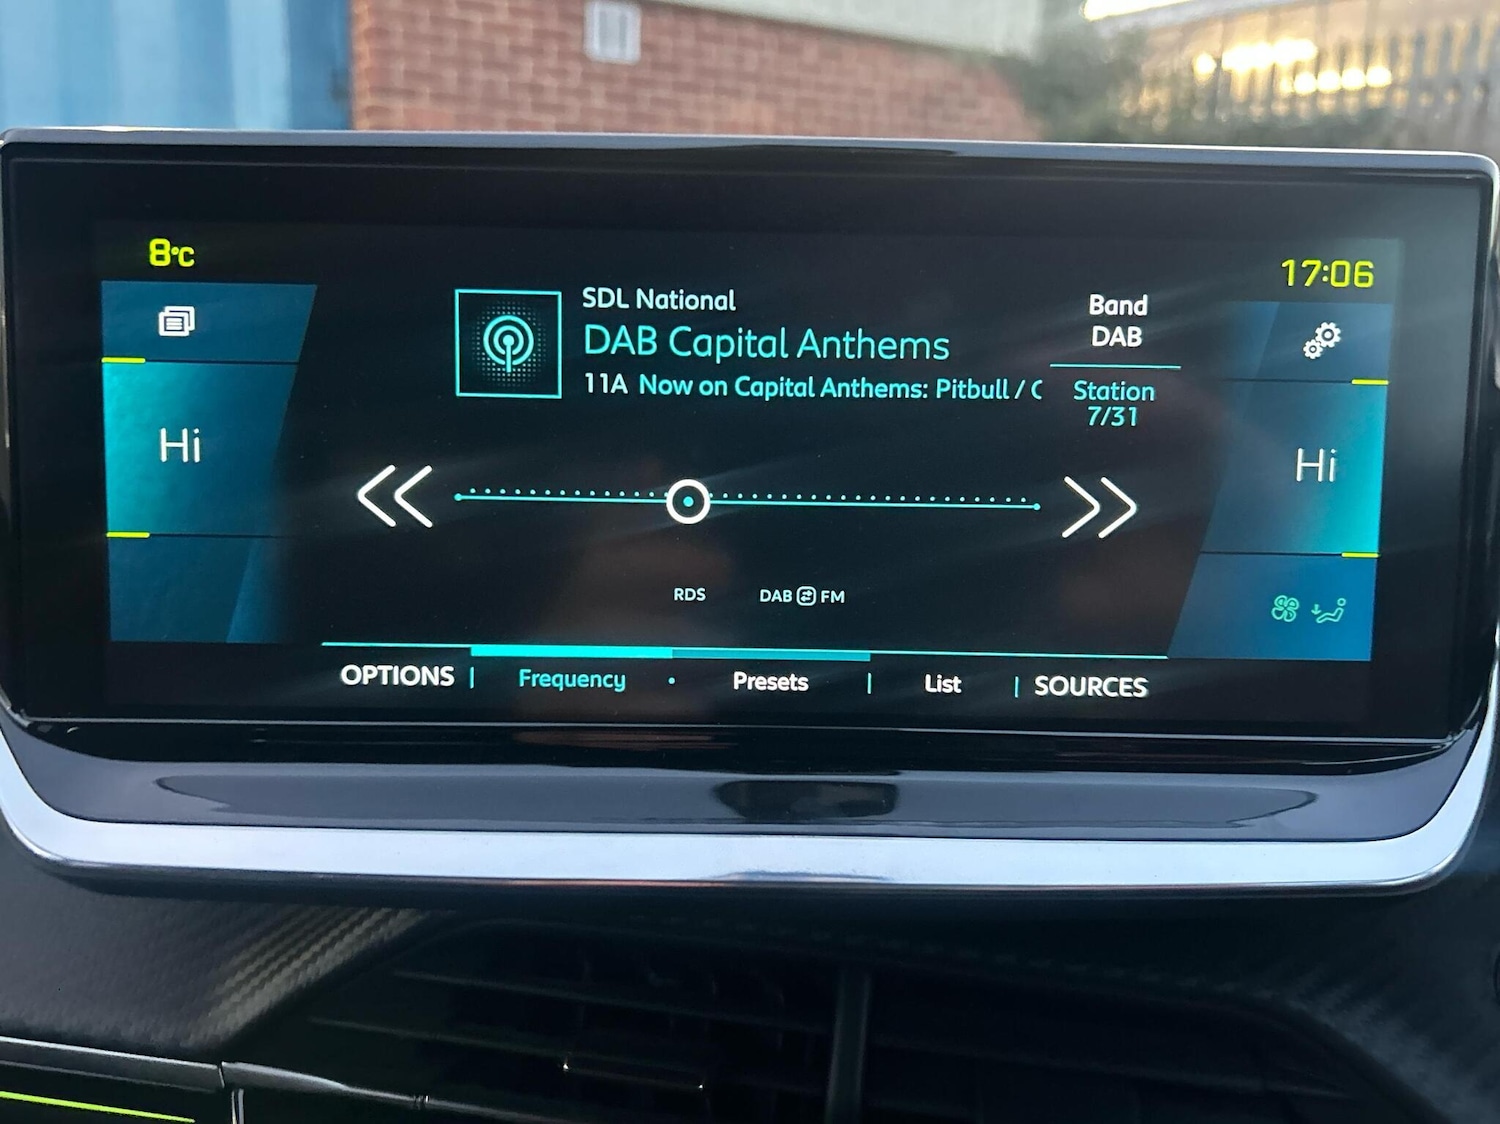 8°C
17:06
SDL National
DAB Capital Anthems
11A Now on Capital Anthems: Pitbull / C
Band
DAB
Station
7/31
Hi
Hi
RDS
DAB FM
OPTIONS | Frequency • Presets | List | SOURCES